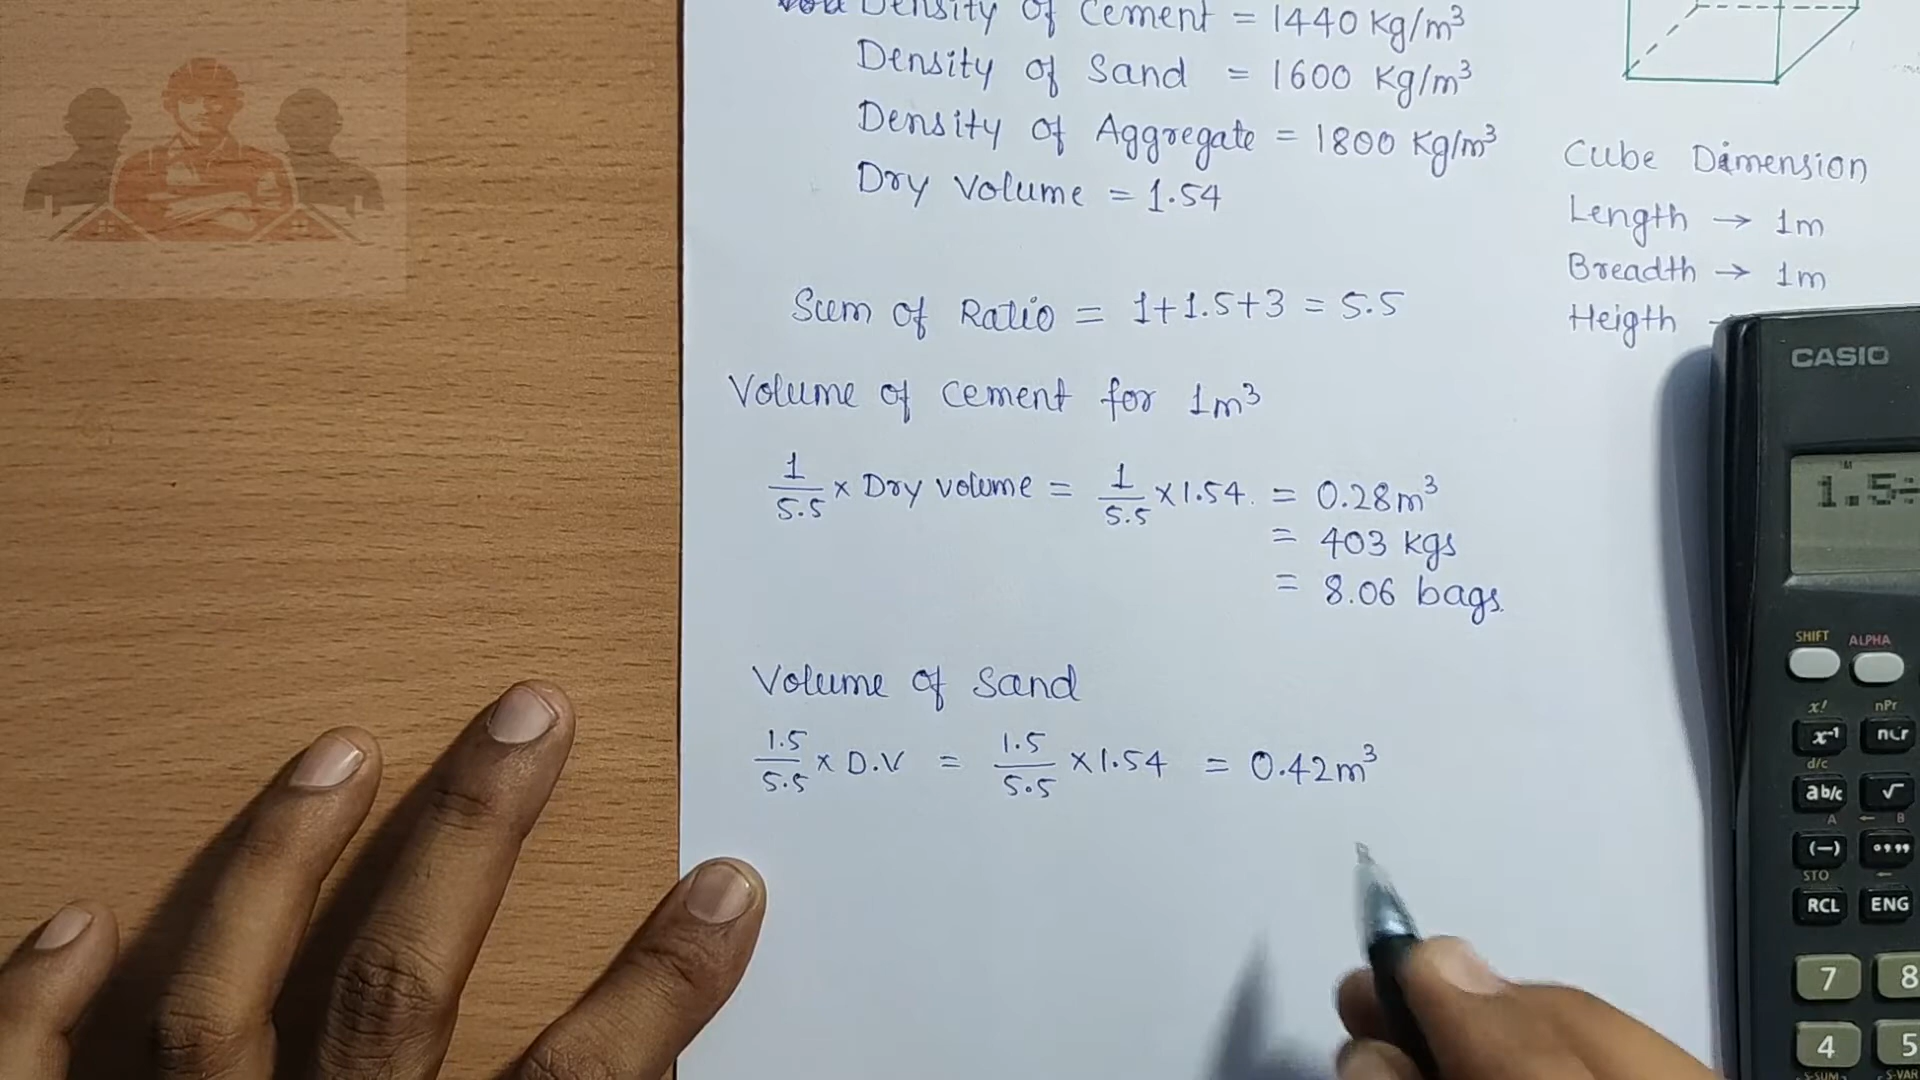 Density of Cement = 1440 Kg/m³
Density of Sand = 1600 Kg/m³
Density of Aggregate = 1800 Kg/m³
Dry Volume = 1.54
Cube Dimension
Length → 1m
Breadth → 1m
Heigth
Sum of Ratio = 1+1.5+3 = 5.5
Volume of Cement for 1m³
1/5.5 × Dry volume = 1/5.5 × 1.54. = 0.28m³
= 403 kgs
= 8.06 bags.
Volume of Sand
1.5/5.5 × D.V = 1.5/5.5 × 1.54 = 0.42m³
CASIO
M
1.5÷
SHIFT ALPHA
x! nPr
x⁻¹ nCr
d/c
ab/c √
A ← B
(−) °,,,
STO ←
RCL ENG
7 8
4 5
S-SUM S-VAR